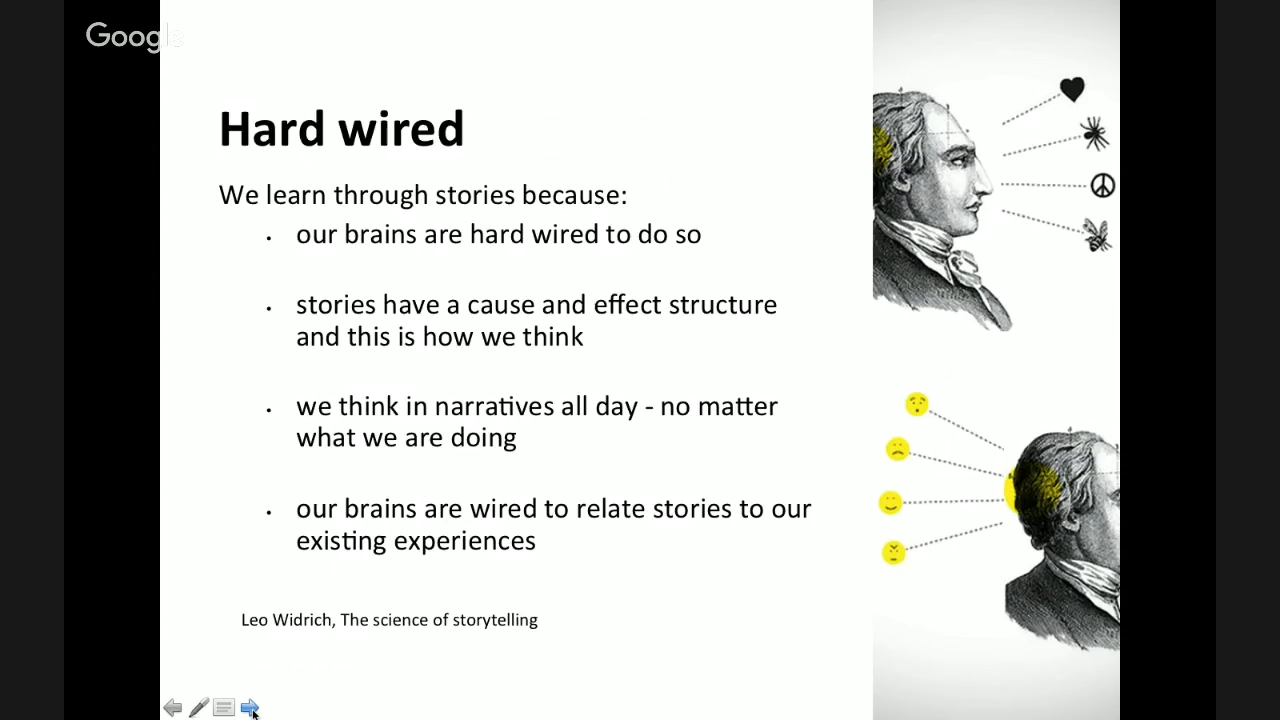 Google
Hard wired
We learn through stories because:
• our brains are hard wired to do so
• stories have a cause and effect structure
and this is how we think
• we think in narratives all day - no matter
what we are doing
• our brains are wired to relate stories to our
existing experiences
Leo Widrich, The science of storytelling